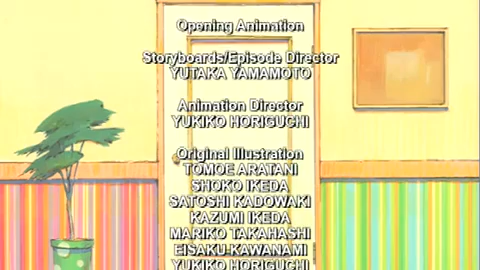 Opening Animation
Storyboards/Episode Director
YUTAKA YAMAMOTO
Animation Director
YUKIKO HORIGUCHI
Original Illustration
TOMOE ARATANI
SHOKO IKEDA
SATOSHI KADOWAKI
KAZUMI IKEDA
MARIKO TAKAHASHI
EISAKU KAWANAMI
YUKIKO HORIGUCHI